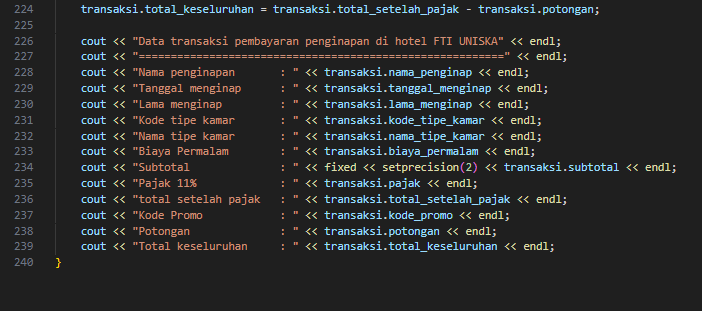 224 transaksi.total_keseluruhan = transaksi.total_setelah_pajak - transaksi.potongan;
225
226 cout << "Data transaksi pembayaran penginapan di hotel FTI UNISKA" << endl;
227 cout << "========================================================" << endl;
228 cout << "Nama penginapan       : " << transaksi.nama_penginap << endl;
229 cout << "Tanggal menginap      : " << transaksi.tanggal_menginap << endl;
230 cout << "Lama menginap         : " << transaksi.lama_menginap << endl;
231 cout << "Kode tipe kamar       : " << transaksi.kode_tipe_kamar << endl;
232 cout << "Nama tipe kamar       : " << transaksi.nama_tipe_kamar << endl;
233 cout << "Biaya Permalam        : " << transaksi.biaya_permalam << endl;
234 cout << "Subtotal              : " << fixed << setprecision(2) << transaksi.subtotal << endl;
235 cout << "Pajak 11%             : " << transaksi.pajak << endl;
236 cout << "total setelah pajak   : " << transaksi.total_setelah_pajak << endl;
237 cout << "Kode Promo            : " << transaksi.kode_promo << endl;
238 cout << "Potongan              : " << transaksi.potongan << endl;
239 cout << "Total keseluruhan     : " << transaksi.total_keseluruhan << endl;
240 }